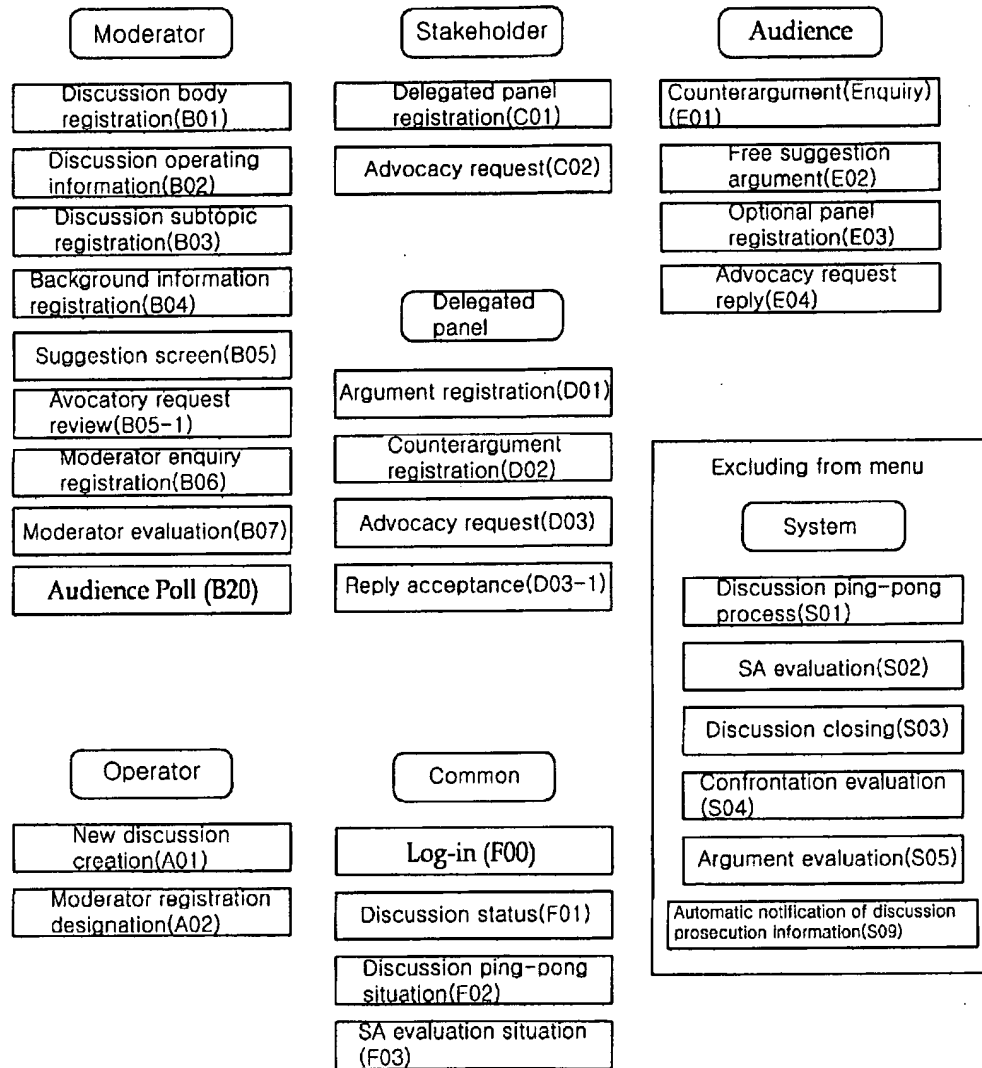 Moderator
Discussion body
registration(B01)
Discussion operating
information(B02)
Discussion subtopic
registration(B03)
Background information
registration(B04)
Suggestion screen(B05)
Avocatory request
review(B05-1)
Moderator enquiry
registration(B06)
Moderator evaluation(B07)
Audience Poll (B20)
Stakeholder
Delegated panel
registration(C01)
Advocacy request(C02)
Delegated
panel
Argument registration(D01)
Counterargument
registration(D02)
Advocacy request(D03)
Reply acceptance(D03-1)
Audience
Counterargument(Enquiry)
(E01)
Free suggestion
argument(E02)
Optional panel
registration(E03)
Advocacy request
reply(E04)
Excluding from menu
System
Discussion ping-pong
process(S01)
SA evaluation(S02)
Discussion closing(S03)
Confrontation evaluation
(S04)
Argument evaluation(S05)
Automatic notification of discussion
prosecution information(S09)
Operator
New discussion
creation(A01)
Moderator registration
designation(A02)
Common
Log-in (F00)
Discussion status(F01)
Discussion ping-pong
situation(F02)
SA evaluation situation
(F03)